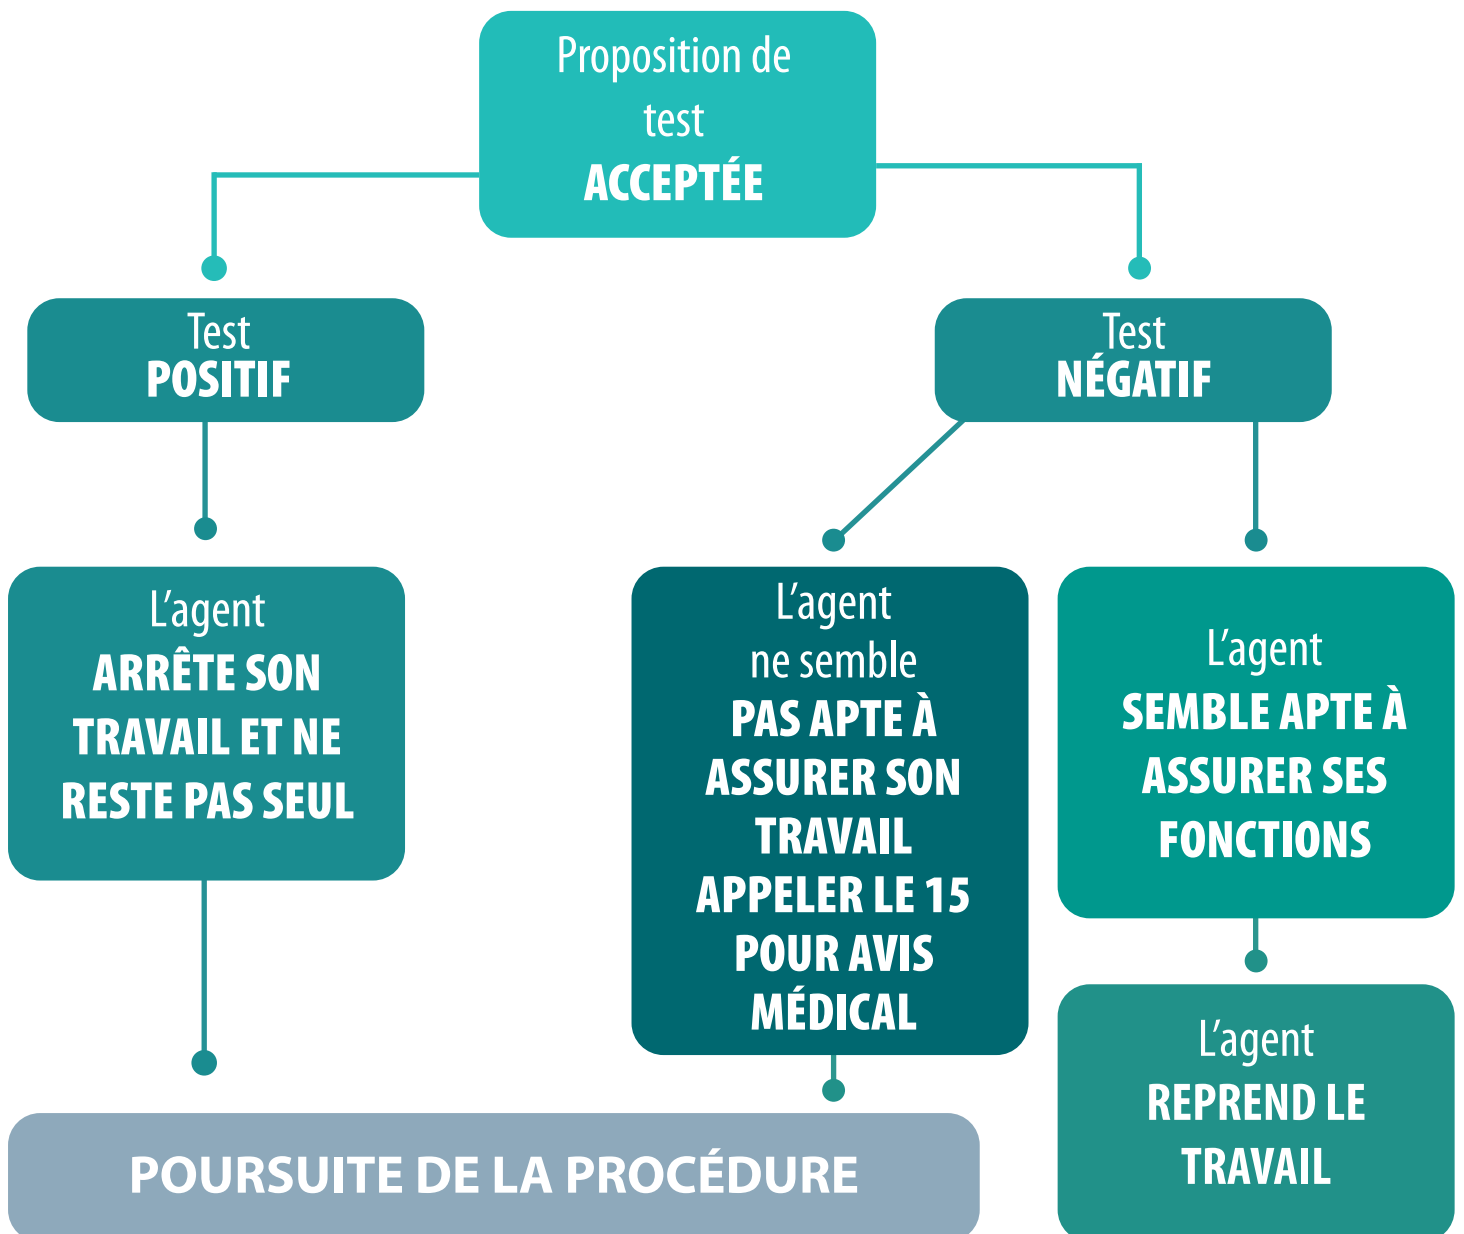 Proposition de
test
ACCEPTÉE
Test
POSITIF
Test
NÉGATIF
L’agent
ARRÊTE SON
TRAVAIL ET NE
RESTE PAS SEUL
L’agent
ne semble
PAS APTE À
ASSURER SON
TRAVAIL
APPELER LE 15
POUR AVIS
MÉDICAL
L’agent
SEMBLE APTE À
ASSURER SES
FONCTIONS
L’agent
REPREND LE
TRAVAIL
POURSUITE DE LA PROCÉDURE